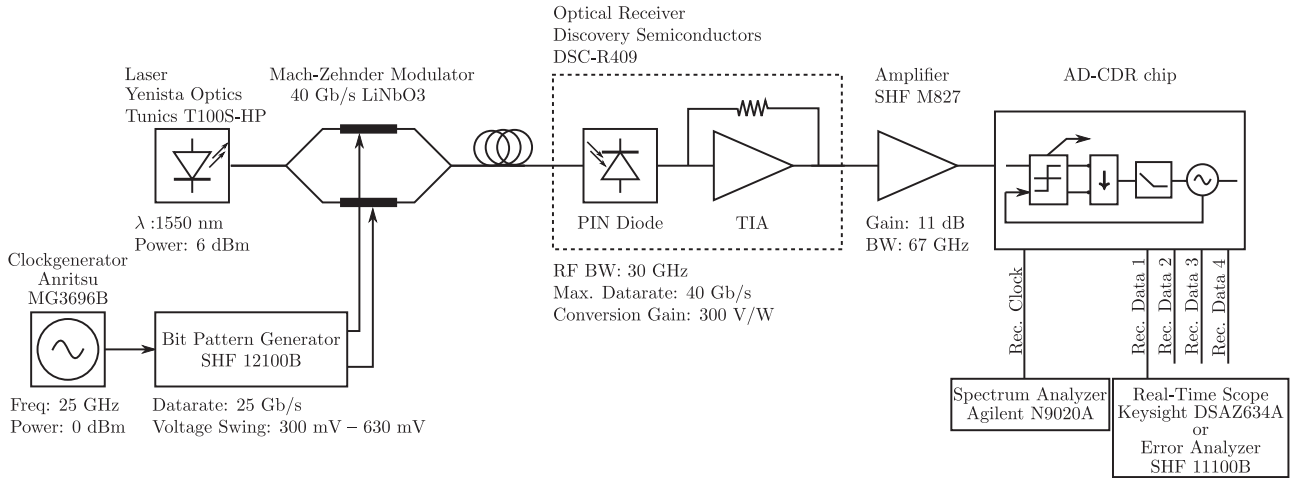 Optical Receiver
Discovery Semiconductors
DSC-R409
Laser
Yenista Optics
Tunics T100S-HP
Mach-Zehnder Modulator
40 Gb/s LiNbO3
Amplifier
SHF M827
AD-CDR chip
λ :1550 nm
Power: 6 dBm
PIN Diode
TIA
Gain: 11 dB
BW: 67 GHz
Clockgenerator
Anritsu
MG3696B
RF BW: 30 GHz
Max. Datarate: 40 Gb/s
Conversion Gain: 300 V/W
Rec. Clock
Rec. Data 1
Rec. Data 2
Rec. Data 3
Rec. Data 4
Bit Pattern Generator
SHF 12100B
Freq: 25 GHz
Power: 0 dBm
Datarate: 25 Gb/s
Voltage Swing: 300 mV – 630 mV
Spectrum Analyzer
Agilent N9020A
Real-Time Scope
Keysight DSAZ634A
or
Error Analyzer
SHF 11100B